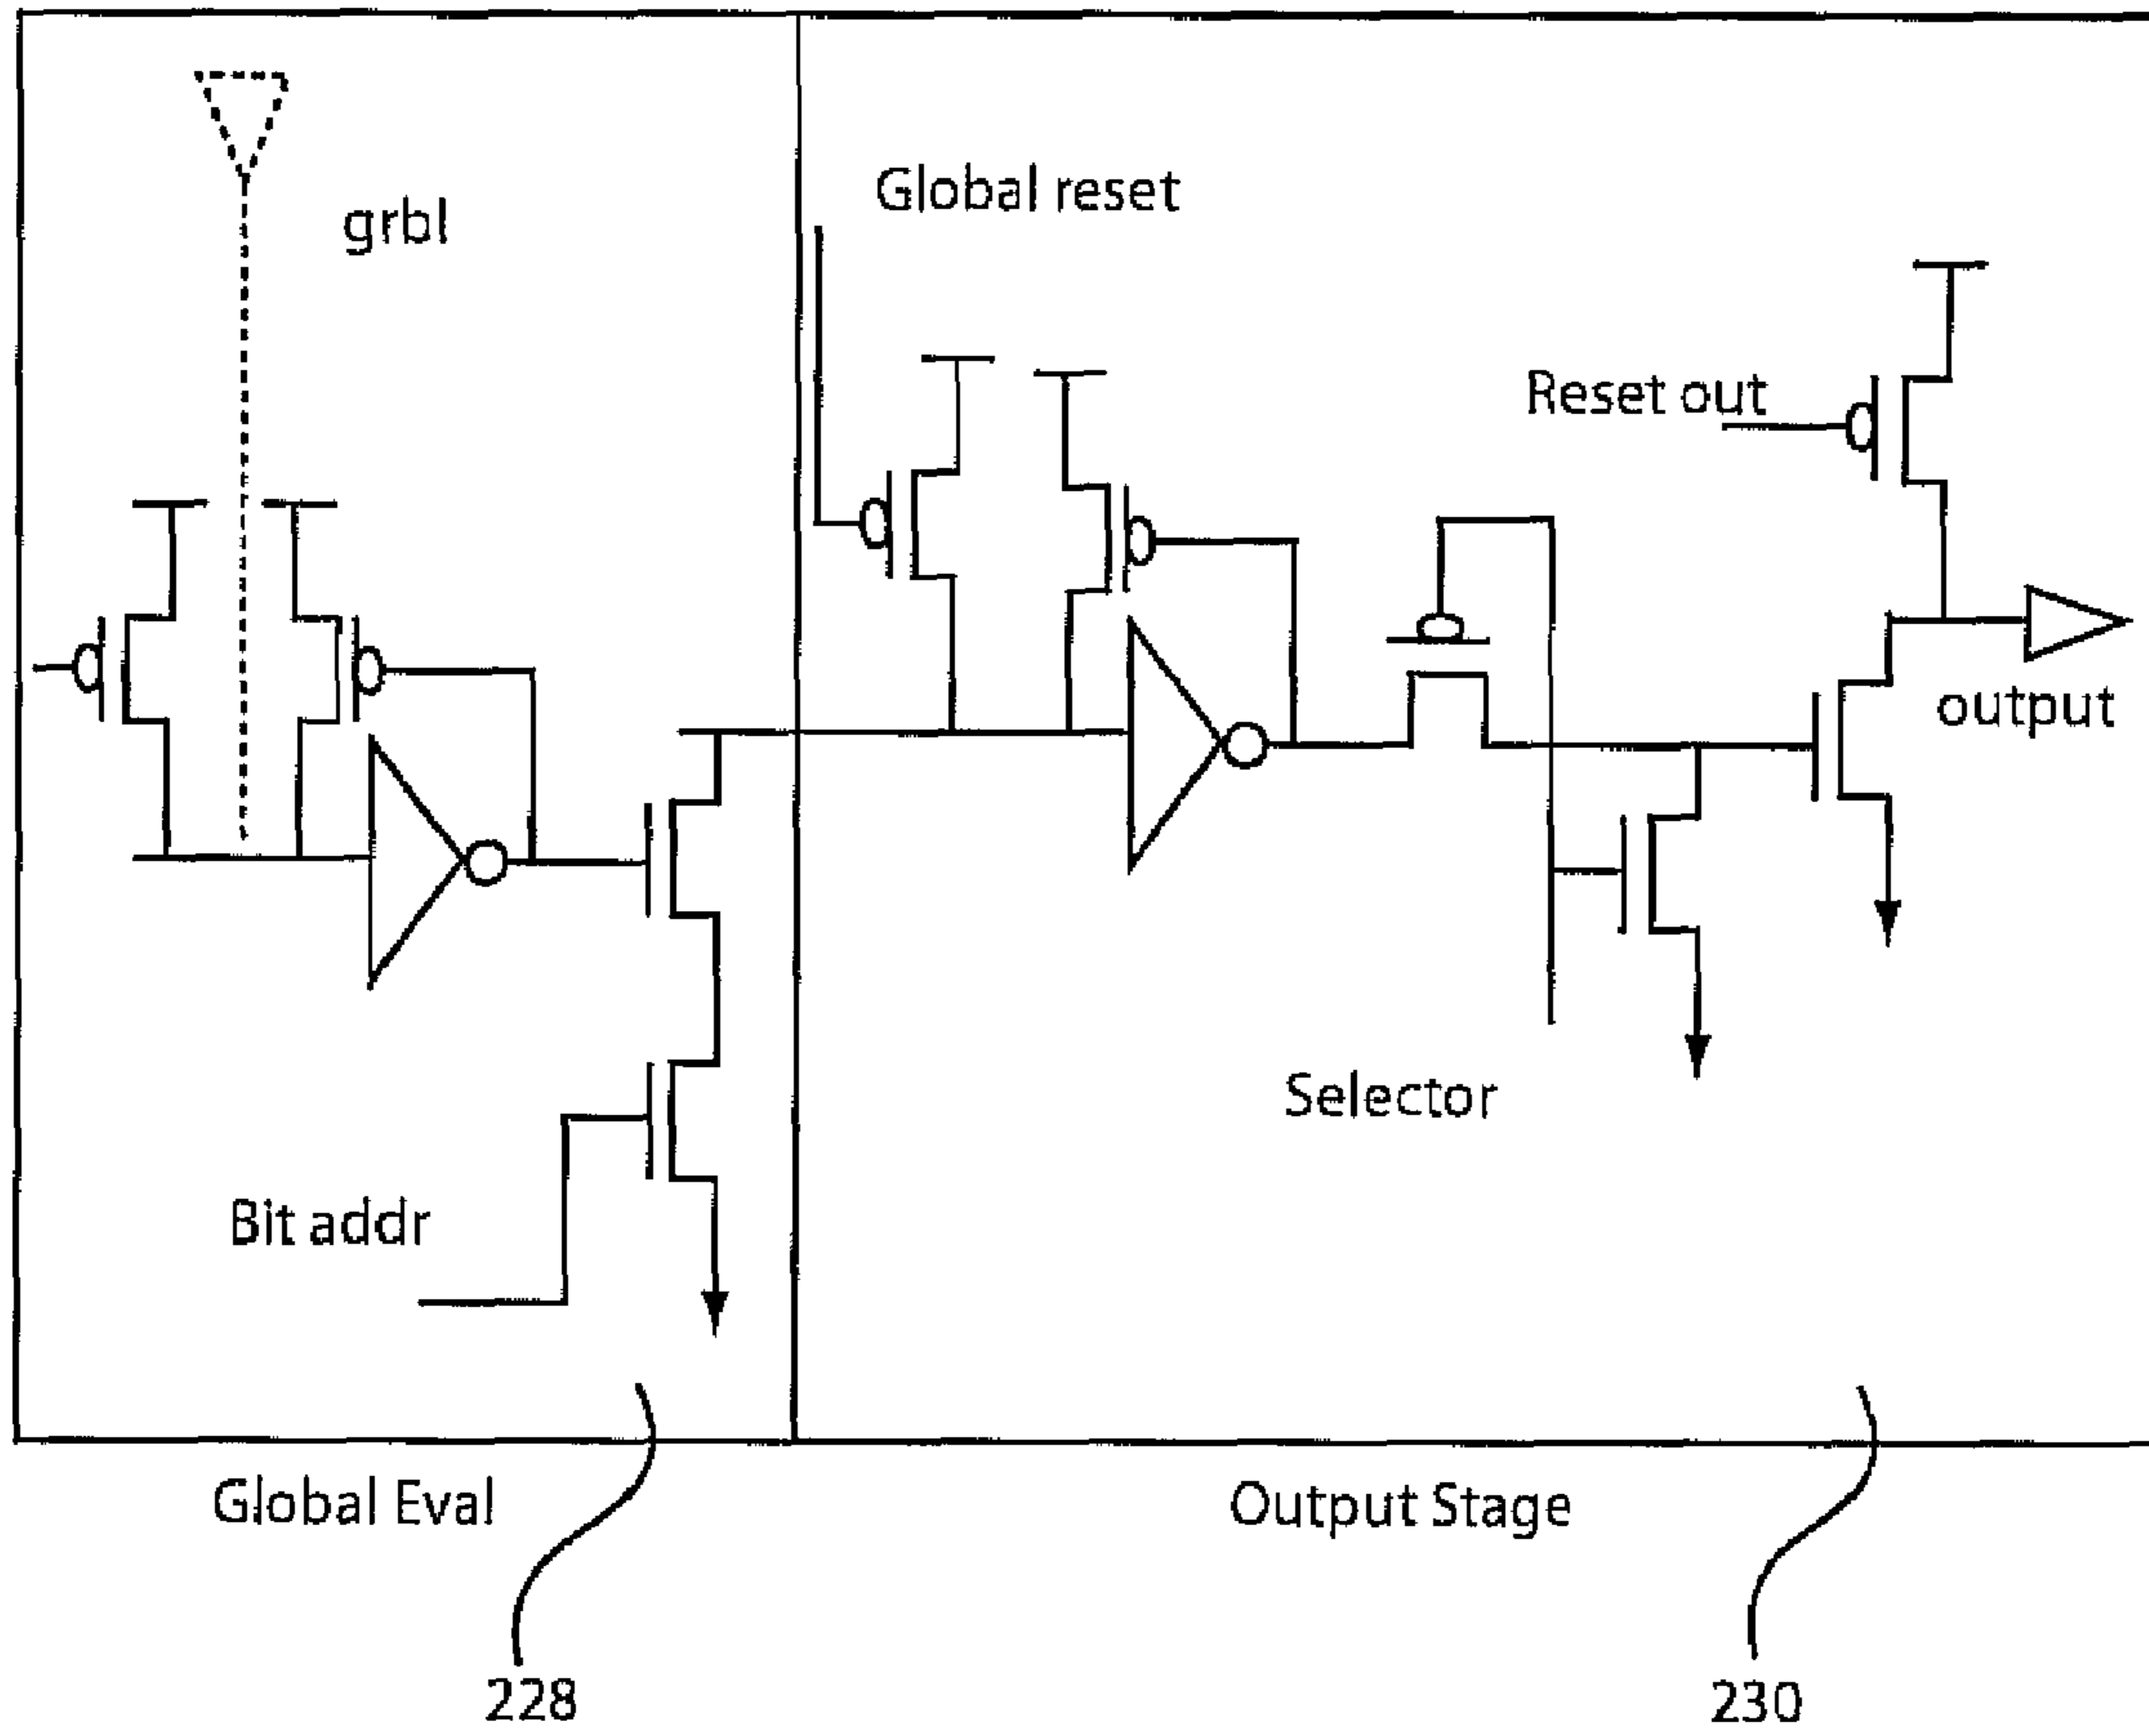 grbl
Global reset
Reset out
output
Selector
Bit addr
Global Eval
Output Stage
228
230